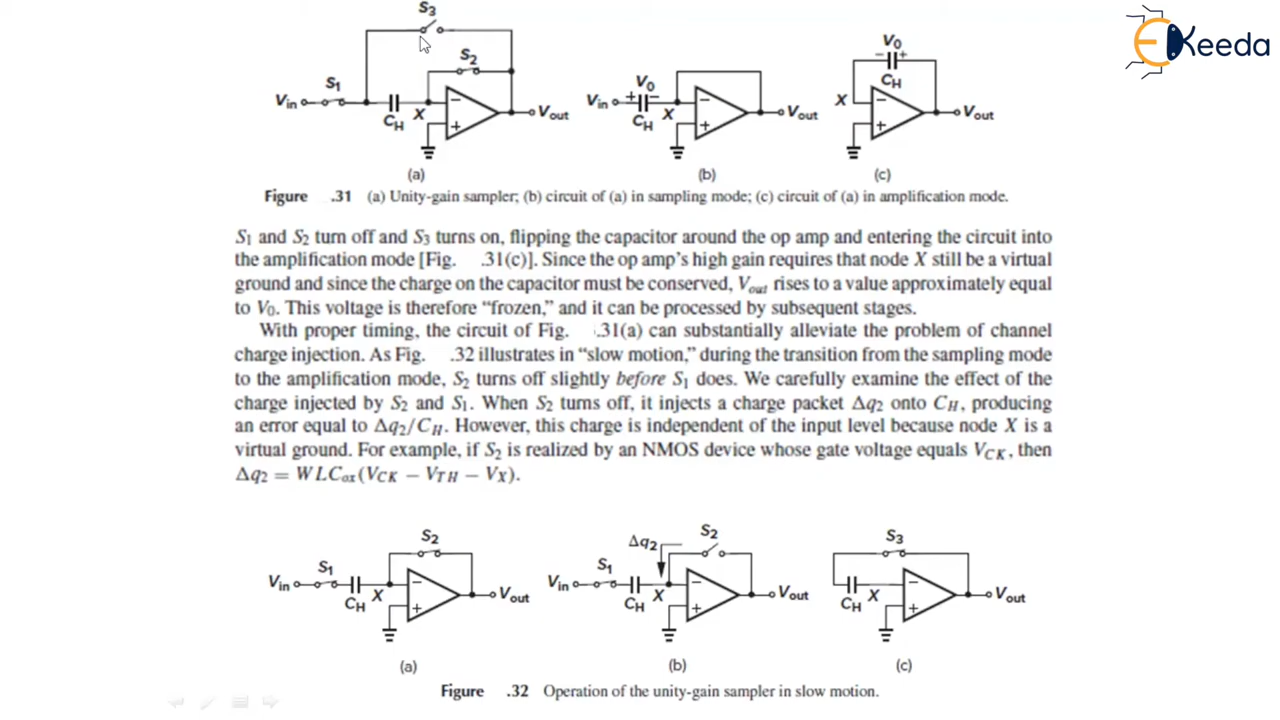 S3
S2
S1
Vin
CH
X
Vout
(a)
V0
Vin
CH
X
Vout
(b)
V0
CH
X
Vout
(c)
EKeeda
Figure .31 (a) Unity-gain sampler; (b) circuit of (a) in sampling mode; (c) circuit of (a) in amplification mode.
S1 and S2 turn off and S3 turns on, flipping the capacitor around the op amp and entering the circuit into
the amplification mode [Fig. .31(c)]. Since the op amp's high gain requires that node X still be a virtual
ground and since the charge on the capacitor must be conserved, Vout rises to a value approximately equal
to V0. This voltage is therefore "frozen," and it can be processed by subsequent stages.
With proper timing, the circuit of Fig. .31(a) can substantially alleviate the problem of channel
charge injection. As Fig. .32 illustrates in "slow motion," during the transition from the sampling mode
to the amplification mode, S2 turns off slightly before S1 does. We carefully examine the effect of the
charge injected by S2 and S1. When S2 turns off, it injects a charge packet Δq2 onto CH, producing
an error equal to Δq2/CH. However, this charge is independent of the input level because node X is a
virtual ground. For example, if S2 is realized by an NMOS device whose gate voltage equals VCK, then
Δq2 = WLCox(VCK − VTH − VX).
S2
S1
Vin
CH
X
Vout
(a)
Δq2
S2
S1
Vin
CH
X
Vout
(b)
S3
CH
X
Vout
(c)
Figure .32 Operation of the unity-gain sampler in slow motion.